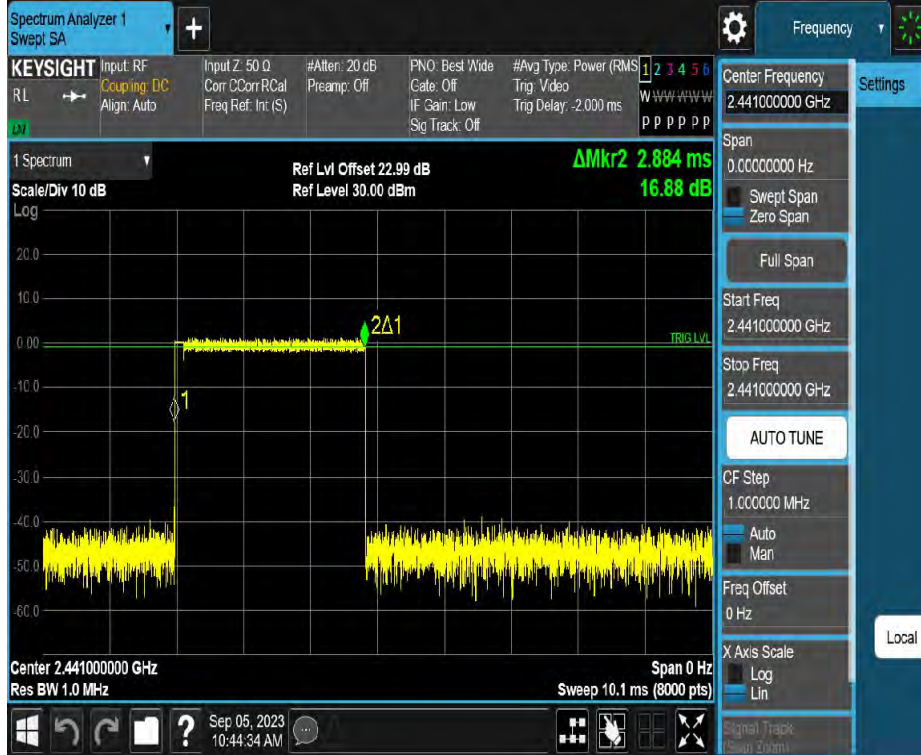 Spectrum Analyzer 1
Swept SA
+
Frequency
KEYSIGHT
RL
Input: RF
Coupling: DC
Align: Auto
Input Z: 50 Ω
Corr CCorr RCal
Freq Ref: Int (S)
#Atten: 20 dB
Preamp: Off
PNO: Best Wide
Gate: Off
IF Gain: Low
Sig Track: Off
#Avg Type: Power (RMS
Trig: Video
Trig Delay: -2.000 ms
1 2 3 4 5 6
W W W W W W
P P P P P P
1 Spectrum
Scale/Div 10 dB
Log
Ref Lvl Offset 22.99 dB
Ref Level 30.00 dBm
ΔMkr2 2.884 ms
16.88 dB
20.0
10.0
0.00
-10.0
-20.0
-30.0
-40.0
-50.0
-60.0
2Δ1
1
TRIG LVL
Center 2.441000000 GHz
Res BW 1.0 MHz
Span 0 Hz
Sweep 10.1 ms (8000 pts)
?
Sep 05, 2023
10:44:34 AM
Center Frequency
2.441000000 GHz
Span
0.00000000 Hz
Swept Span
Zero Span
Full Span
Start Freq
2.441000000 GHz
Stop Freq
2.441000000 GHz
AUTO TUNE
CF Step
1.000000 MHz
Auto
Man
Freq Offset
0 Hz
X Axis Scale
Log
Lin
Signal Track
(Span Zoom)
Settings
Local